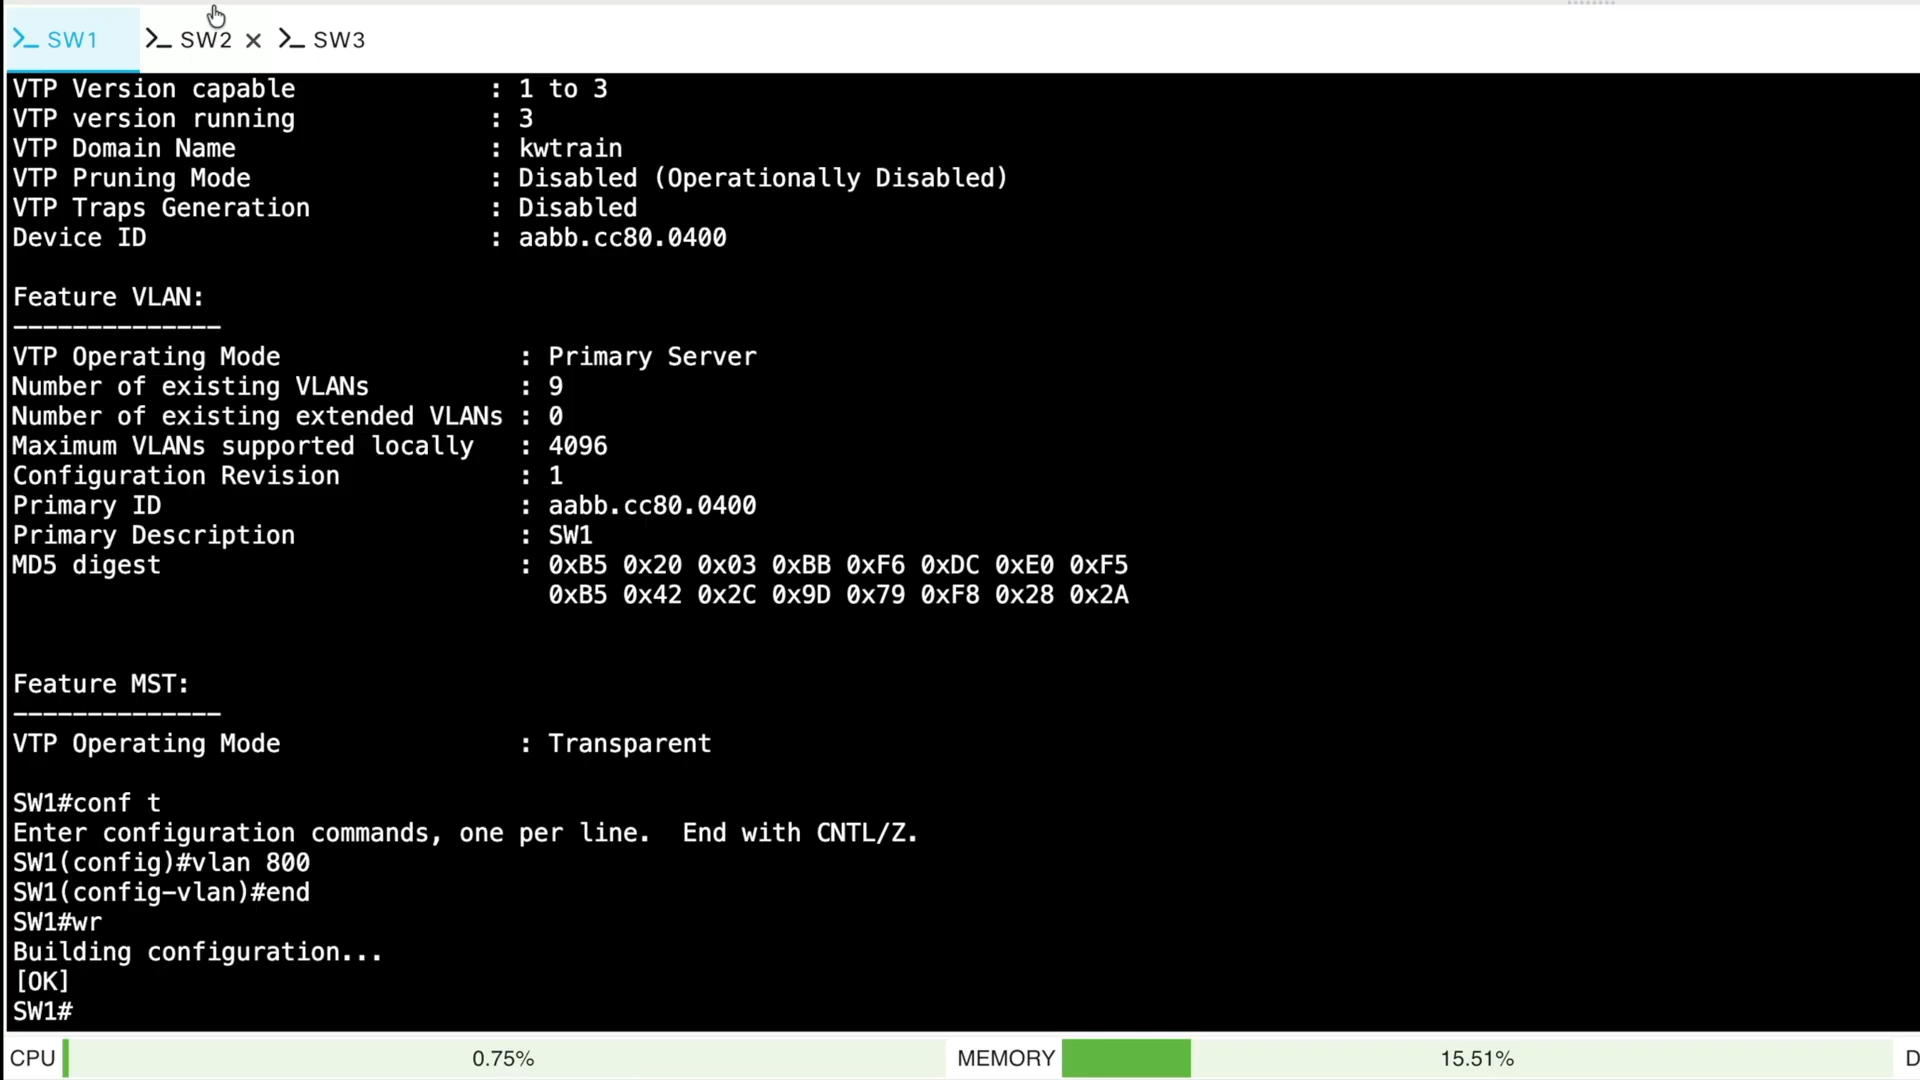 >_ SW1 >_ SW2 × >_ SW3
VTP Version capable : 1 to 3
VTP version running : 3
VTP Domain Name : kwtrain
VTP Pruning Mode : Disabled (Operationally Disabled)
VTP Traps Generation : Disabled
Device ID : aabb.cc80.0400
Feature VLAN:
--------------
VTP Operating Mode : Primary Server
Number of existing VLANs : 9
Number of existing extended VLANs : 0
Maximum VLANs supported locally : 4096
Configuration Revision : 1
Primary ID : aabb.cc80.0400
Primary Description : SW1
MD5 digest : 0xB5 0x20 0x03 0xBB 0xF6 0xDC 0xE0 0xF5
0xB5 0x42 0x2C 0x9D 0x79 0xF8 0x28 0x2A
Feature MST:
--------------
VTP Operating Mode : Transparent
SW1#conf t
Enter configuration commands, one per line.  End with CNTL/Z.
SW1(config)#vlan 800
SW1(config-vlan)#end
SW1#wr
Building configuration...
[OK]
SW1#
CPU 0.75% MEMORY 15.51% D